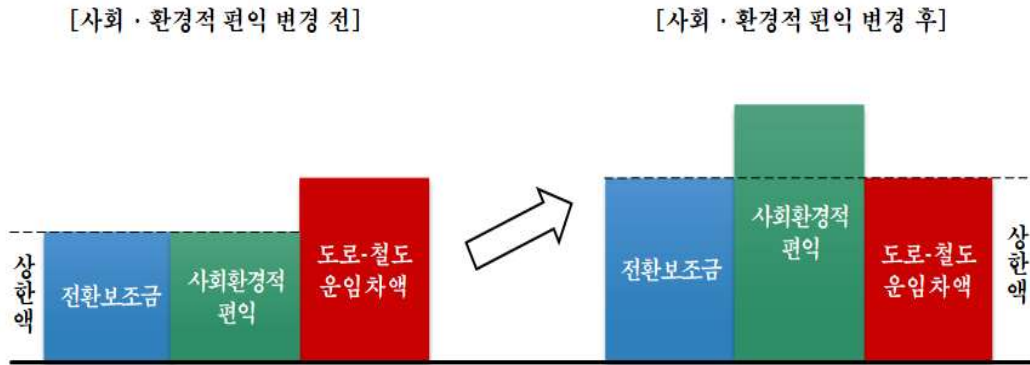 [사회 · 환경적 편익 변경 전]
상한액
전환보조금
사회환경적
편익
도로-철도
운임차액
[사회 · 환경적 편익 변경 후]
전환보조금
사회환경적
편익
도로-철도
운임차액
상한액